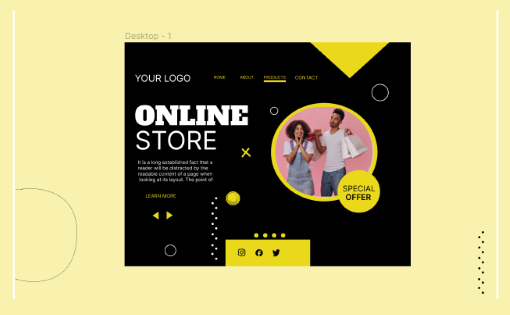 Desktop - 1
YOUR LOGO
HOME
ABOUT
PRODUCTS
CONTACT
ONLINE
STORE
It is a long established fact that a
reader will be distracted by the
readable content of a page when
looking at its layout. The point of
LEARN MORE
SPECIAL
OFFER